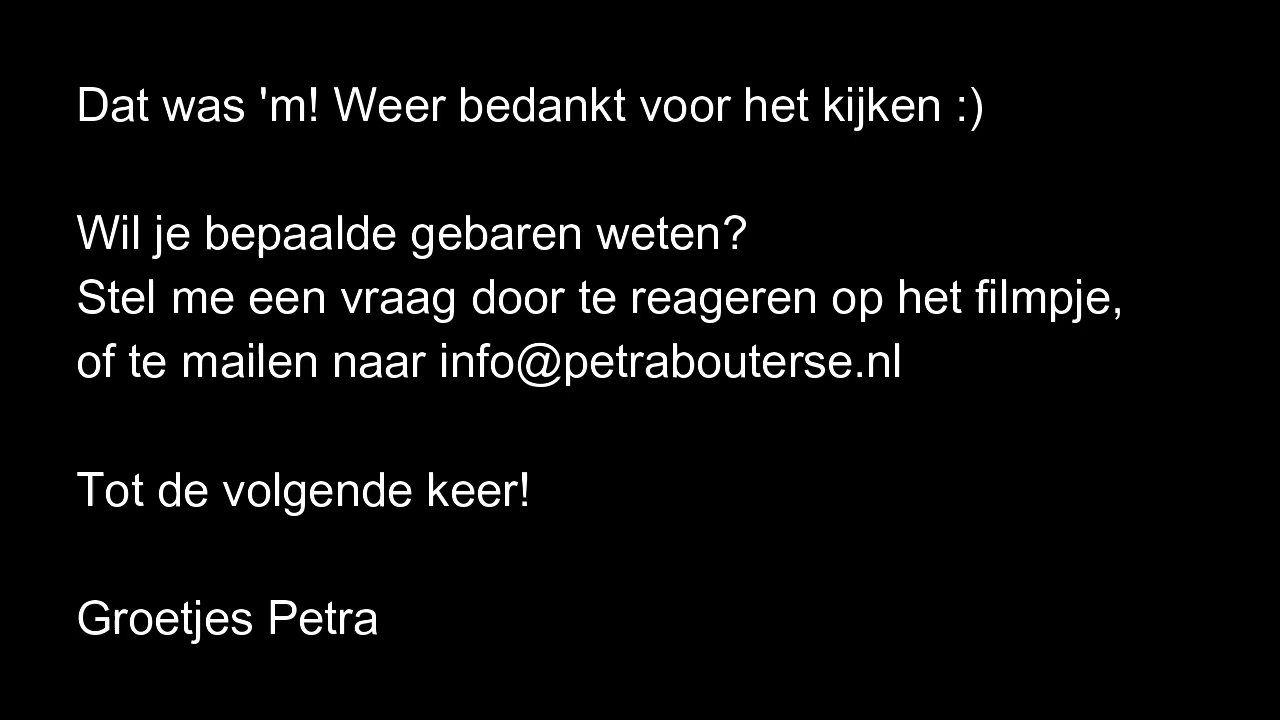 Dat was 'm! Weer bedankt voor het kijken :)
Wil je bepaalde gebaren weten?
Stel me een vraag door te reageren op het filmpje,
of te mailen naar info@petrabouterse.nl
Tot de volgende keer!
Groetjes Petra